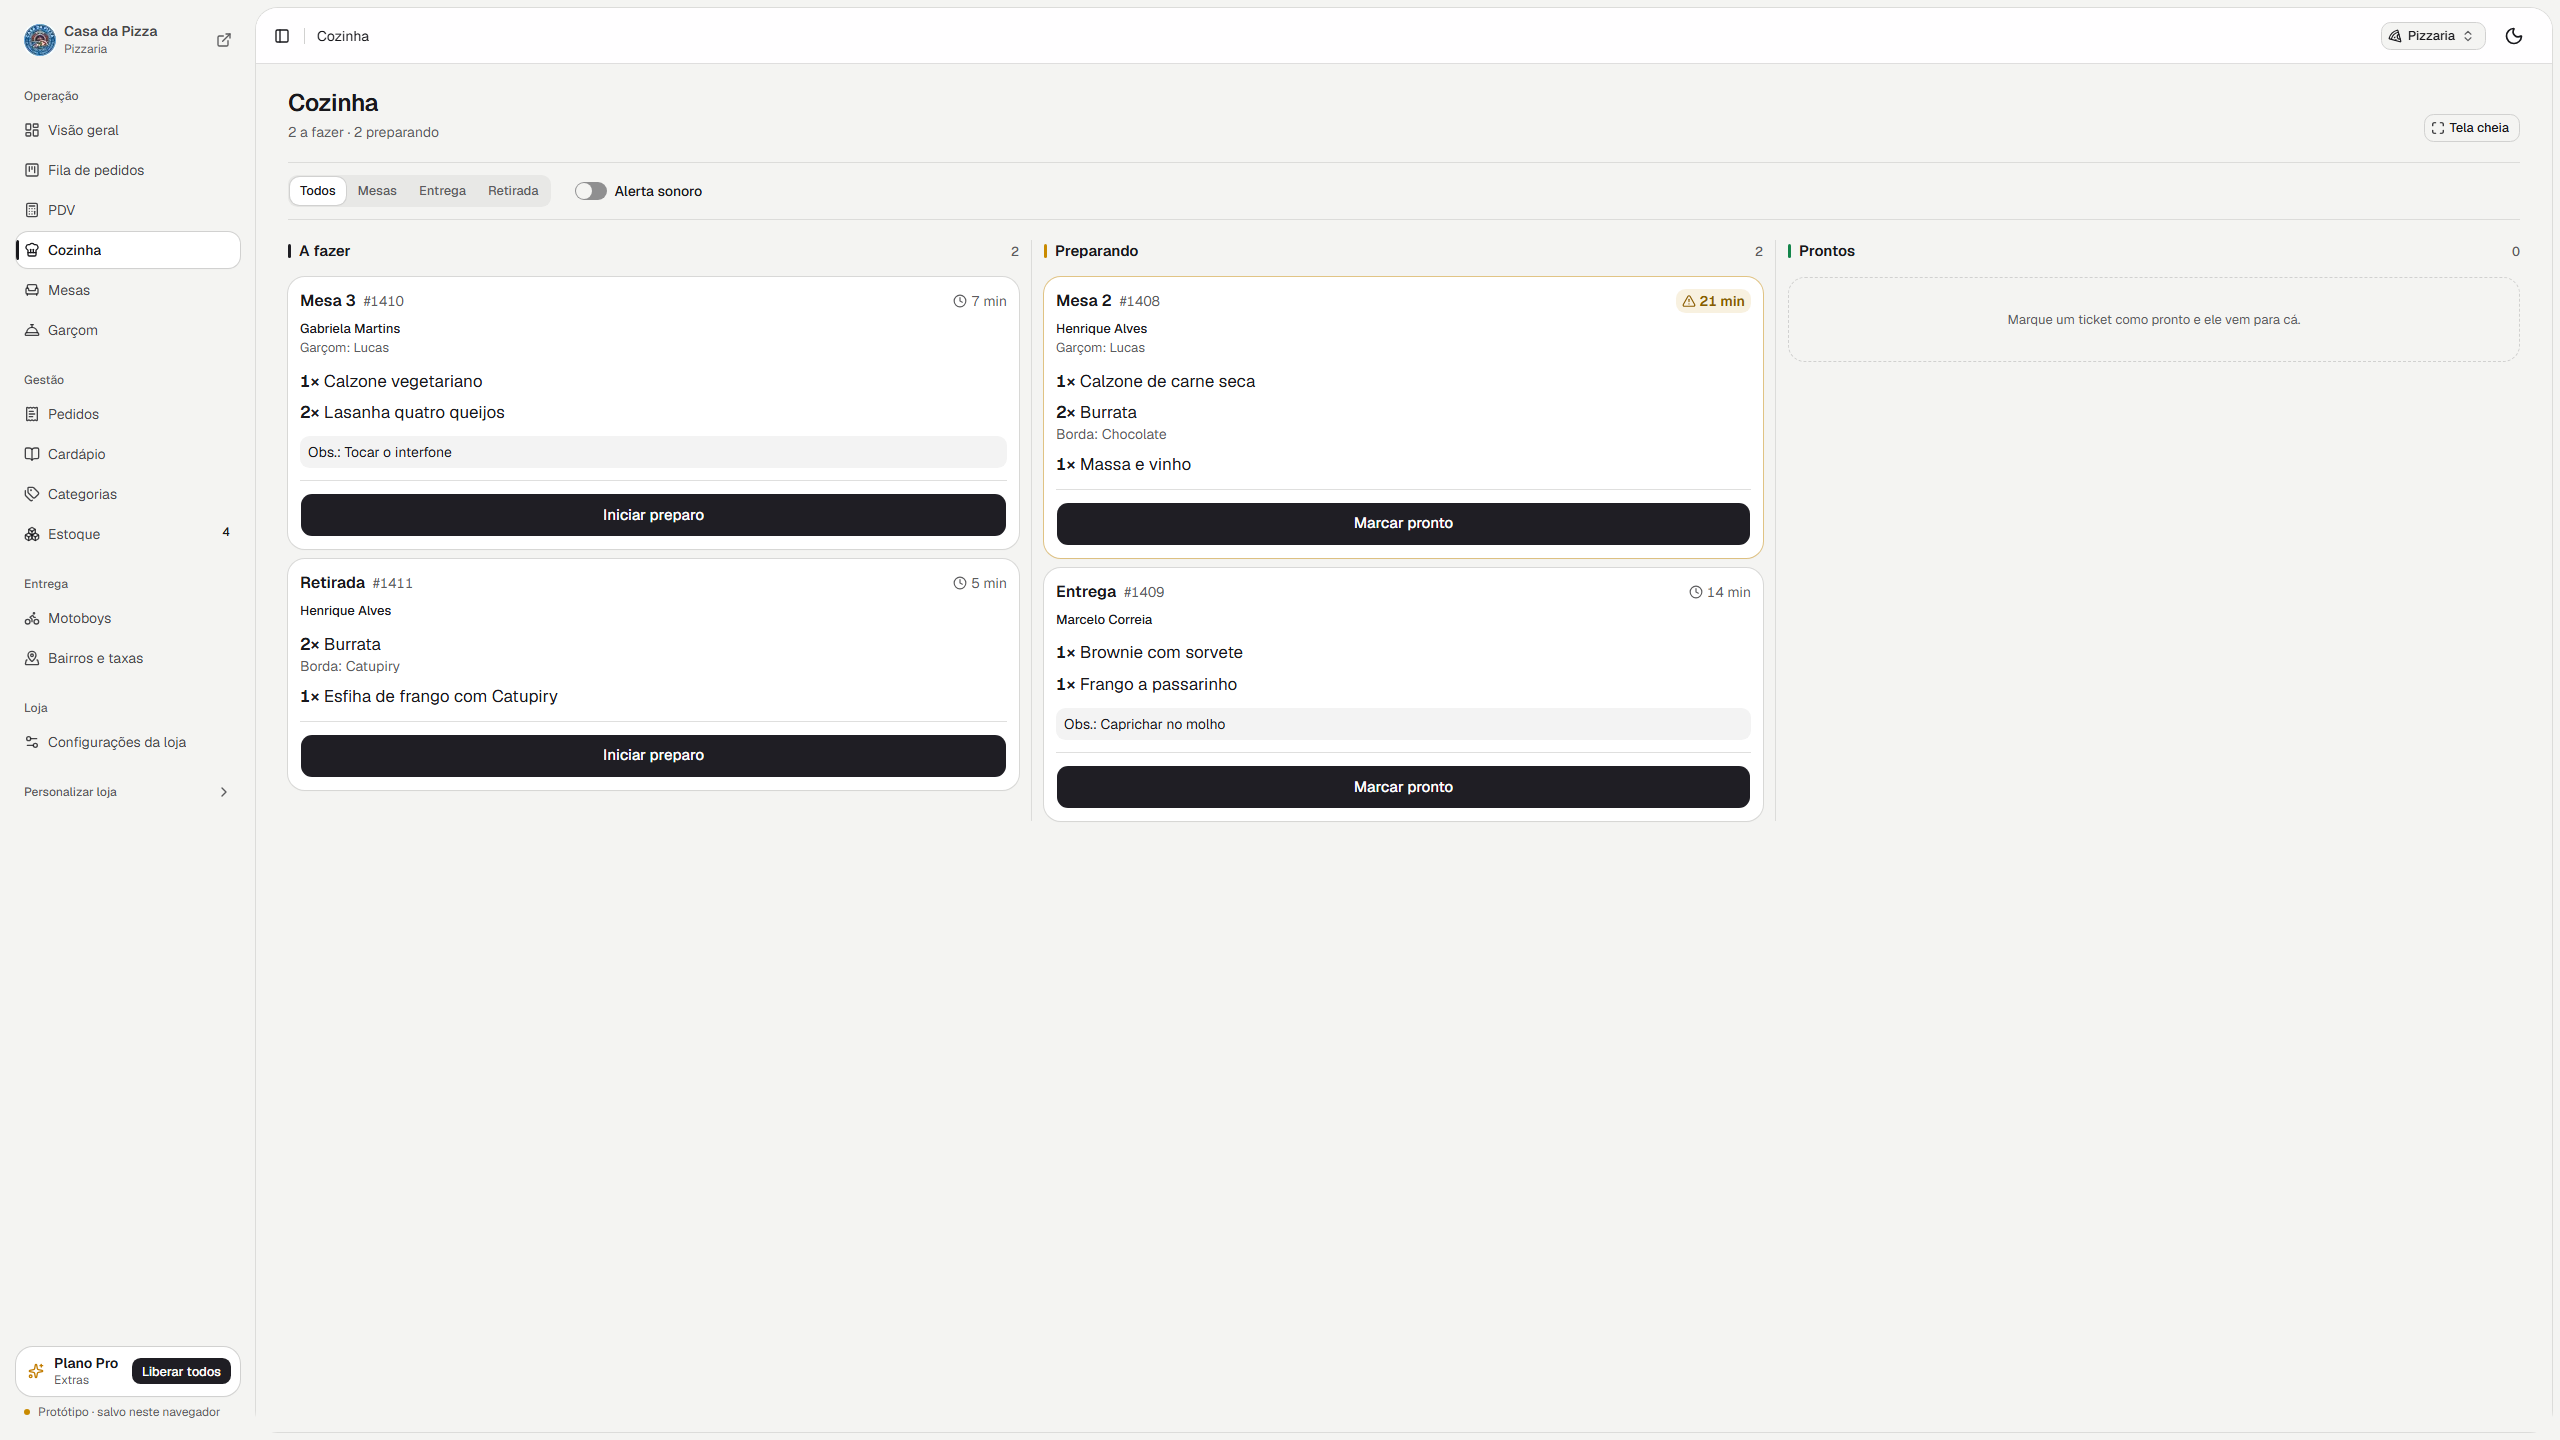 Casa da Pizza
Pizzaria
Operação
Visão geral
Fila de pedidos
PDV
Cozinha
Mesas
Garçom
Gestão
Pedidos
Cardápio
Categorias
Estoque 4
Entrega
Motoboys
Bairros e taxas
Loja
Configurações da loja
Personalizar loja
Plano Pro
Extras
Liberar todos
Protótipo · salvo neste navegador
Cozinha
Pizzaria
Cozinha
2 a fazer · 2 preparando
Tela cheia
Todos Mesas Entrega Retirada
Alerta sonoro
A fazer 2
Mesa 3 #1410 7 min
Gabriela Martins
Garçom: Lucas
1× Calzone vegetariano
2× Lasanha quatro queijos
Obs.: Tocar o interfone
Iniciar preparo
Retirada #1411 5 min
Henrique Alves
2× Burrata
Borda: Catupiry
1× Esfiha de frango com Catupiry
Iniciar preparo
Preparando 2
Mesa 2 #1408 21 min
Henrique Alves
Garçom: Lucas
1× Calzone de carne seca
2× Burrata
Borda: Chocolate
1× Massa e vinho
Marcar pronto
Entrega #1409 14 min
Marcelo Correia
1× Brownie com sorvete
1× Frango a passarinho
Obs.: Caprichar no molho
Marcar pronto
Prontos 0
Marque um ticket como pronto e ele vem para cá.